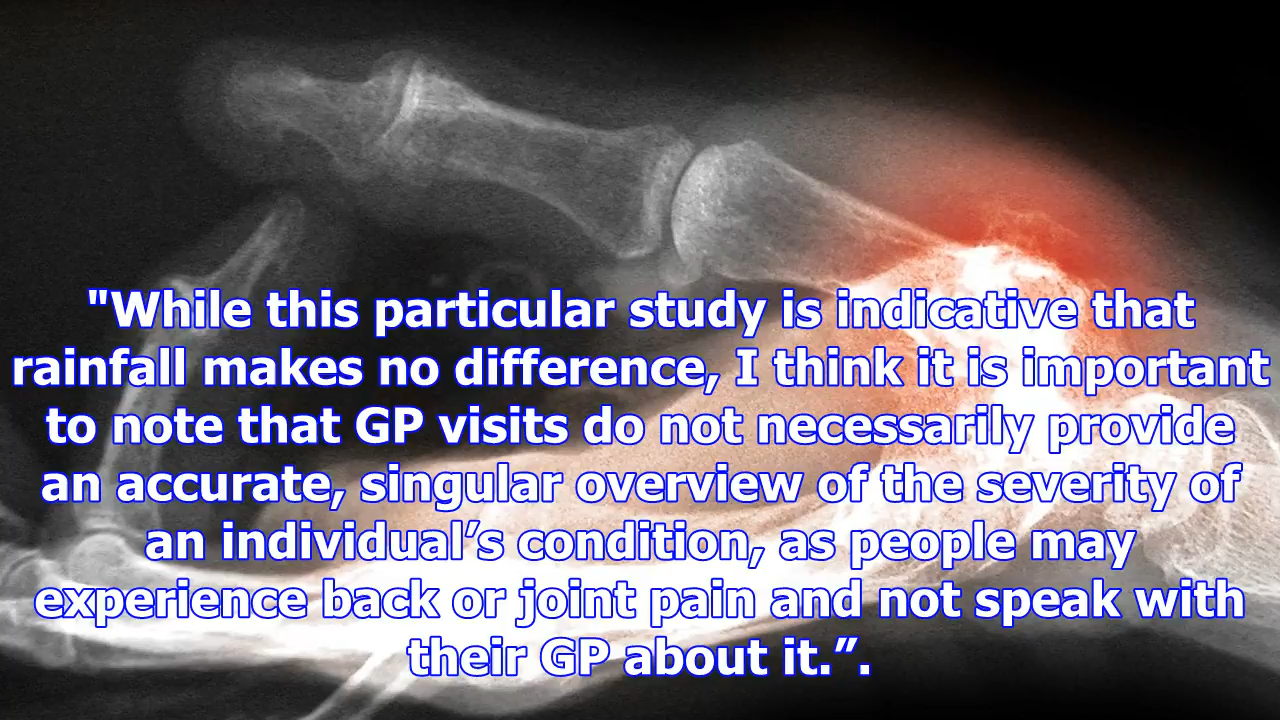 "While this particular study is indicative that
rainfall makes no difference, I think it is important
to note that GP visits do not necessarily provide
an accurate, singular overview of the severity of
an individual’s condition, as people may
experience back or joint pain and not speak with
their GP about it.”.